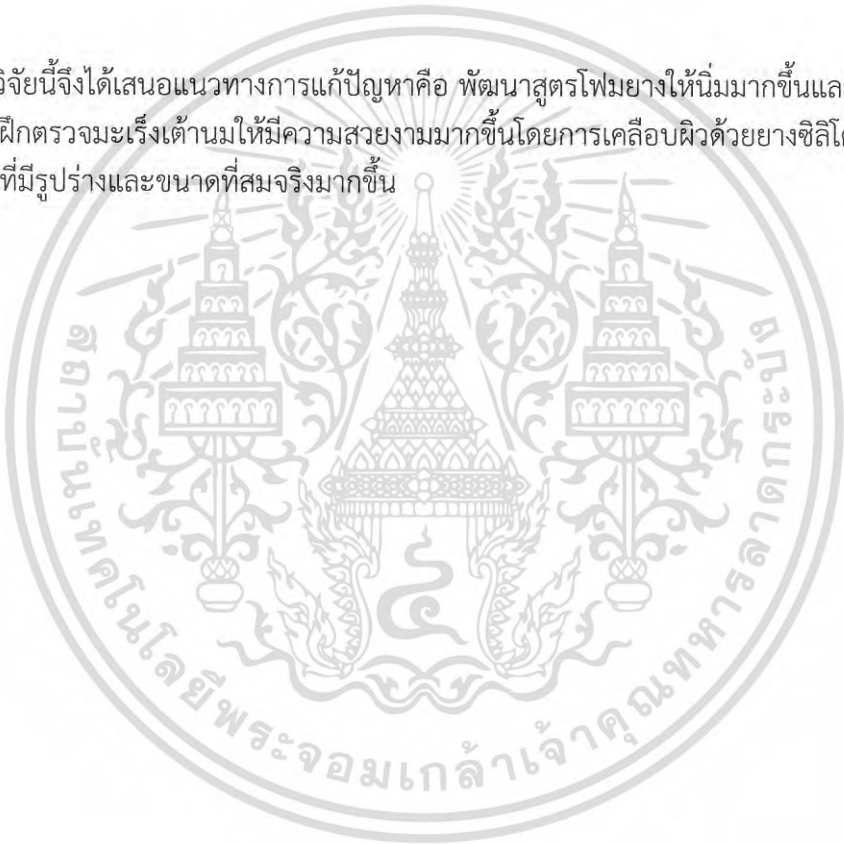 วิจัยนี้จึงได้เสนอแนวทางการแก้ปัญหาคือ พัฒนาสูตรโฟมยางให้นิ่มมากขึ้นและ
ฝึกตรวจมะเร็งเต้านมให้มีความสวยงามมากขึ้นโดยการเคลือบผิวด้วยยางซิลิโค
ที่มีรูปร่างและขนาดที่สมจริงมากขึ้น
สถาบันเทคโนโลยีพระจอมเกล้าเจ้าคุณทหารลาดกระบัง